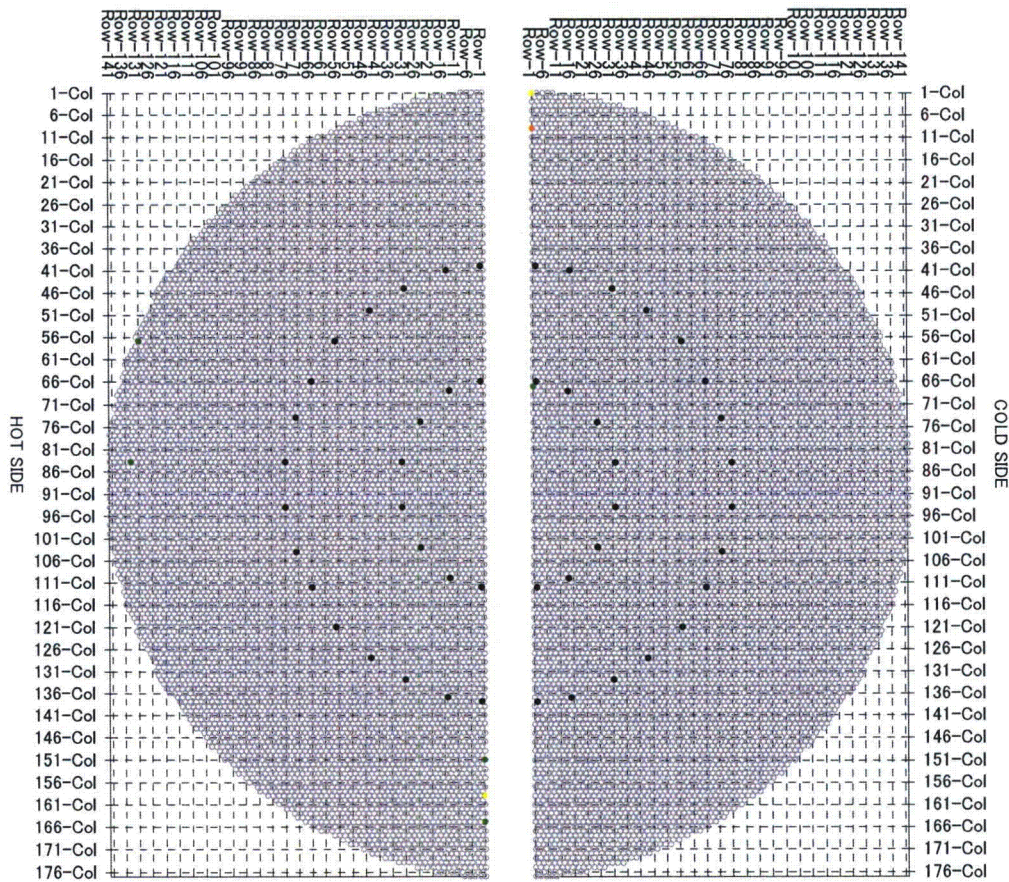 Row-141
Row-136
Row-131
Row-126
Row-121
Row-116
Row-111
Row-106
Row-101
Row-96
Row-91
Row-86
Row-81
Row-76
Row-71
Row-66
Row-61
Row-56
Row-51
Row-46
Row-41
Row-36
Row-31
Row-26
Row-21
Row-16
Row-11
Row-6
Row-1
Row-1
Row-6
Row-11
Row-16
Row-21
Row-26
Row-31
Row-36
Row-41
Row-46
Row-51
Row-56
Row-61
Row-66
Row-71
Row-76
Row-81
Row-86
Row-91
Row-96
Row-101
Row-106
Row-111
Row-116
Row-121
Row-126
Row-131
Row-136
Row-141
1-Col
6-Col
11-Col
16-Col
21-Col
26-Col
31-Col
36-Col
41-Col
46-Col
51-Col
56-Col
61-Col
66-Col
71-Col
76-Col
81-Col
86-Col
91-Col
96-Col
101-Col
106-Col
111-Col
116-Col
121-Col
126-Col
131-Col
136-Col
141-Col
146-Col
151-Col
156-Col
161-Col
166-Col
171-Col
176-Col
HOT SIDE
1-Col
6-Col
11-Col
16-Col
21-Col
26-Col
31-Col
36-Col
41-Col
46-Col
51-Col
56-Col
61-Col
66-Col
71-Col
76-Col
81-Col
86-Col
91-Col
96-Col
101-Col
106-Col
111-Col
116-Col
121-Col
126-Col
131-Col
136-Col
141-Col
146-Col
151-Col
156-Col
161-Col
166-Col
171-Col
176-Col
COLD SIDE